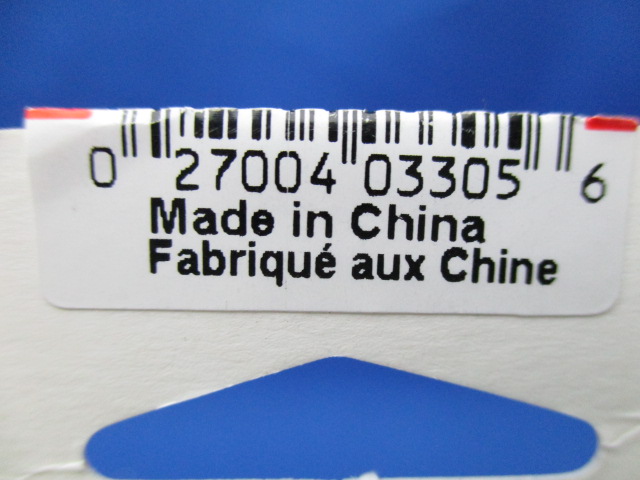 0 27004 03305 6
Made in China
Fabriqué aux Chine